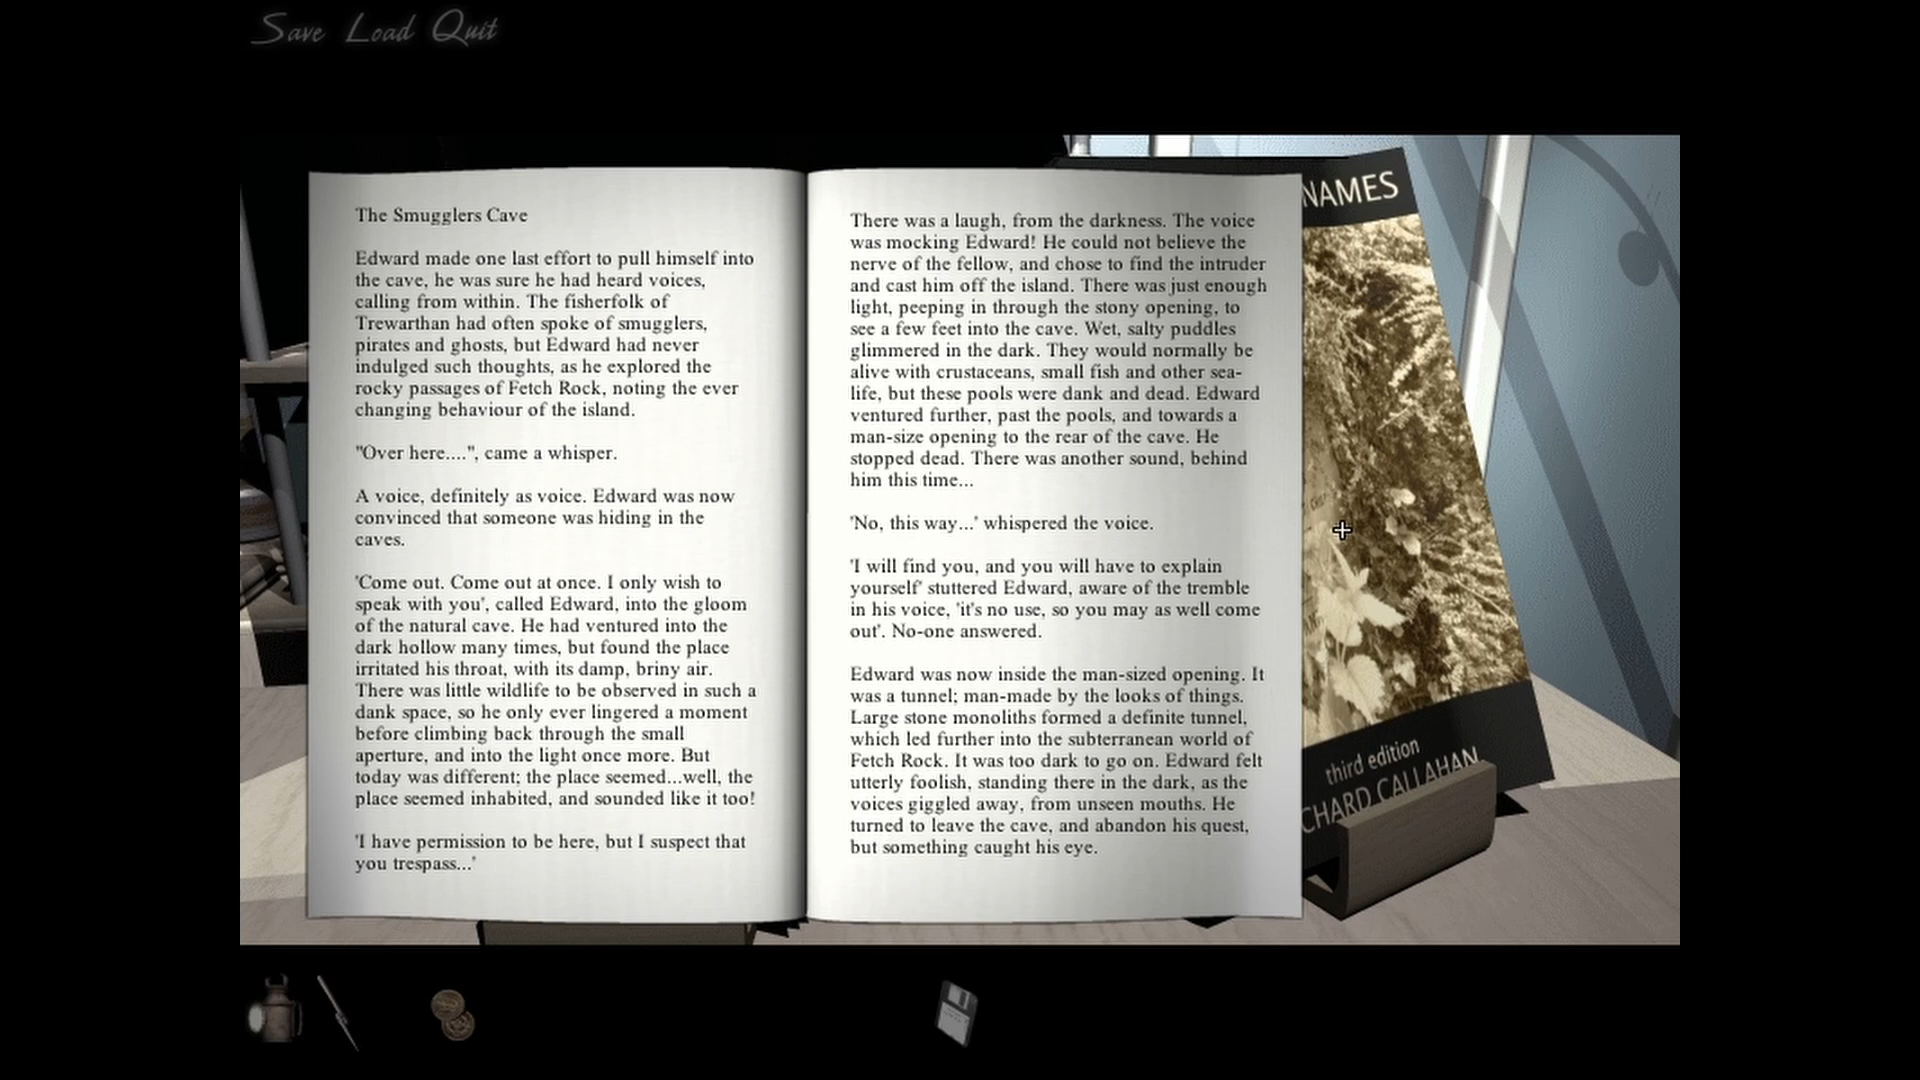 Save Load Quit
The Smugglers Cave
Edward made one last effort to pull himself into
the cave, he was sure he had heard voices,
calling from within. The fisherfolk of
Trewarthan had often spoke of smugglers,
pirates and ghosts, but Edward had never
indulged such thoughts, as he explored the
rocky passages of Fetch Rock, noting the ever
changing behaviour of the island.
"Over here....", came a whisper.
A voice, definitely as voice. Edward was now
convinced that someone was hiding in the
caves.
'Come out. Come out at once. I only wish to
speak with you', called Edward, into the gloom
of the natural cave. He had ventured into the
dark hollow many times, but found the place
irritated his throat, with its damp, briny air.
There was little wildlife to be observed in such a
dank space, so he only ever lingered a moment
before climbing back through the small
aperture, and into the light once more. But
today was different; the place seemed...well, the
place seemed inhabited, and sounded like it too!
'I have permission to be here, but I suspect that
you trespass...'
There was a laugh, from the darkness. The voice
was mocking Edward! He could not believe the
nerve of the fellow, and chose to find the intruder
and cast him off the island. There was just enough
light, peeping in through the stony opening, to
see a few feet into the cave. Wet, salty puddles
glimmered in the dark. They would normally be
alive with crustaceans, small fish and other sea-
life, but these pools were dank and dead. Edward
ventured further, past the pools, and towards a
man-size opening to the rear of the cave. He
stopped dead. There was another sound, behind
him this time...
'No, this way...' whispered the voice.
'I will find you, and you will have to explain
yourself' stuttered Edward, aware of the tremble
in his voice, 'it's no use, so you may as well come
out'. No-one answered.
Edward was now inside the man-sized opening. It
was a tunnel; man-made by the looks of things.
Large stone monoliths formed a definite tunnel,
which led further into the subterranean world of
Fetch Rock. It was too dark to go on. Edward felt
utterly foolish, standing there in the dark, as the
voices giggled away, from unseen mouths. He
turned to leave the cave, and abandon his quest,
but something caught his eye.
NAMES
third edition
CHARD CALLAHAN